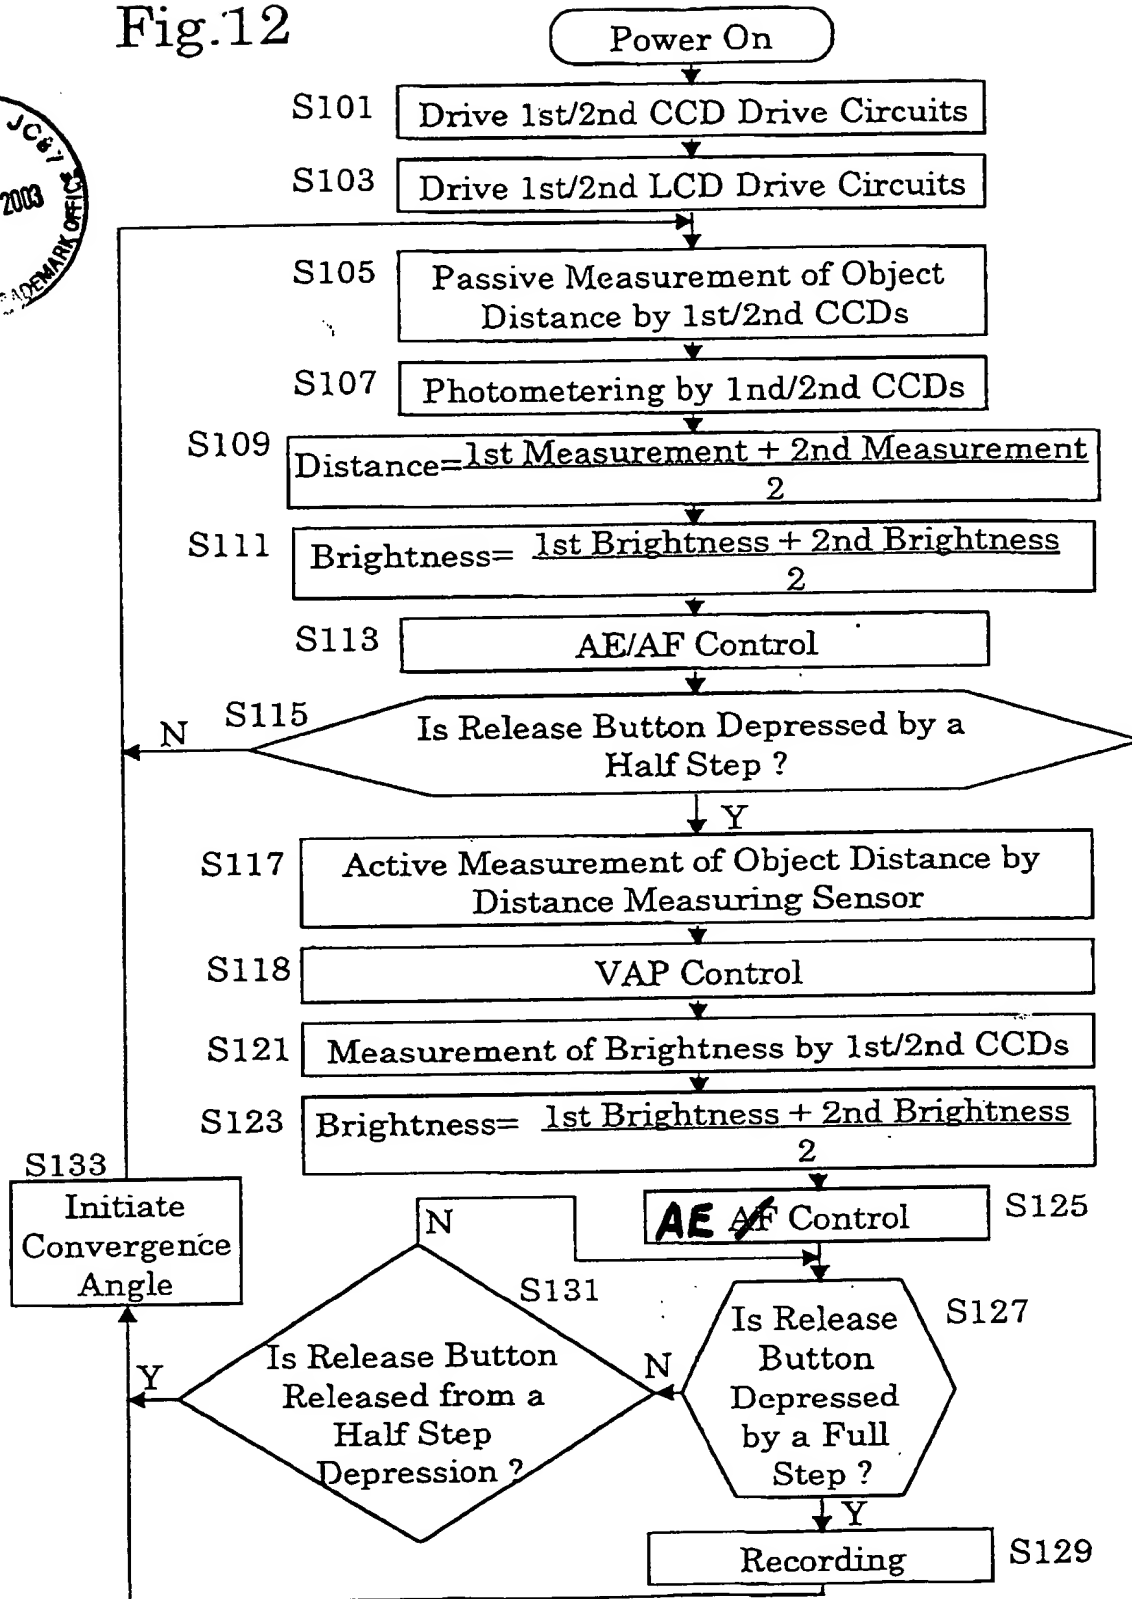 Fig.12
JC87
2003
ADEMARK OFFIC
Power On
S101
Drive 1st/2nd CCD Drive Circuits
S103
Drive 1st/2nd LCD Drive Circuits
S105
Passive Measurement of Object
Distance by 1st/2nd CCDs
S107
Photometering by 1nd/2nd CCDs
S109
Distance= 1st Measurement + 2nd Measurement
2
S111
Brightness= 1st Brightness + 2nd Brightness
2
S113
AE/AF Control
S115
Is Release Button Depressed by a
Half Step ?
N
Y
S117
Active Measurement of Object Distance by
Distance Measuring Sensor
S118
VAP Control
S121
Measurement of Brightness by 1st/2nd CCDs
S123
Brightness= 1st Brightness + 2nd Brightness
2
S133
Initiate
Convergence
Angle
S125
AE AF Control
N
S131
Is Release Button
Released from a
Half Step
Depression ?
Y
N
S127
Is Release
Button
Depressed
by a Full
Step ?
Y
S129
Recording